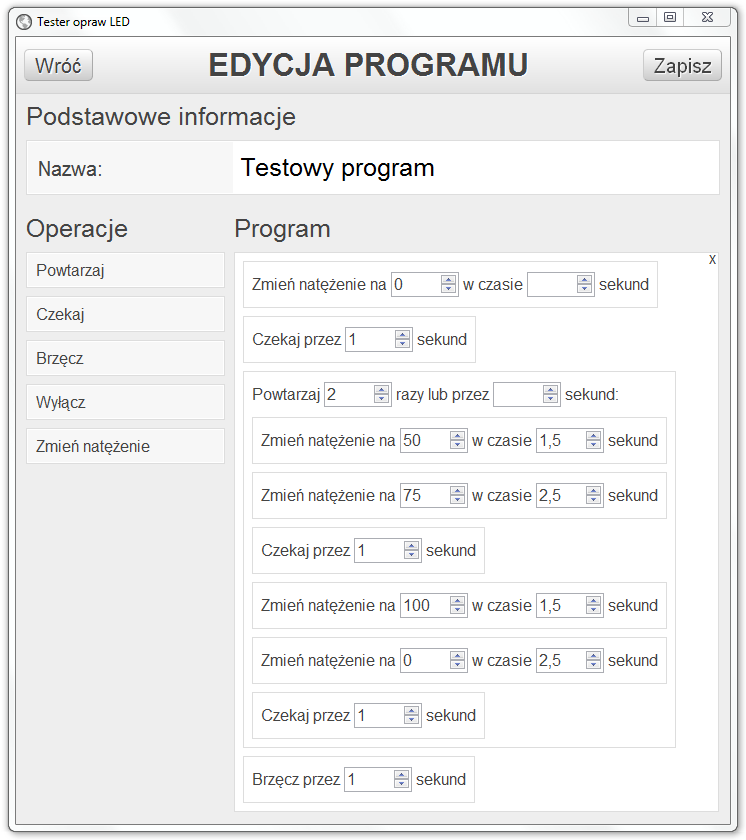 Tester opraw LED
Wróć
EDYCJA PROGRAMU
Zapisz
Podstawowe informacje
Nazwa:
Testowy program
Operacje
Powtarzaj
Czekaj
Brzęcz
Wyłącz
Zmień natężenie
Program
X
Zmień natężenie na 0 w czasie sekund
Czekaj przez 1 sekund
Powtarzaj 2 razy lub przez sekund:
Zmień natężenie na 50 w czasie 1,5 sekund
Zmień natężenie na 75 w czasie 2,5 sekund
Czekaj przez 1 sekund
Zmień natężenie na 100 w czasie 1,5 sekund
Zmień natężenie na 0 w czasie 2,5 sekund
Czekaj przez 1 sekund
Brzęcz przez 1 sekund